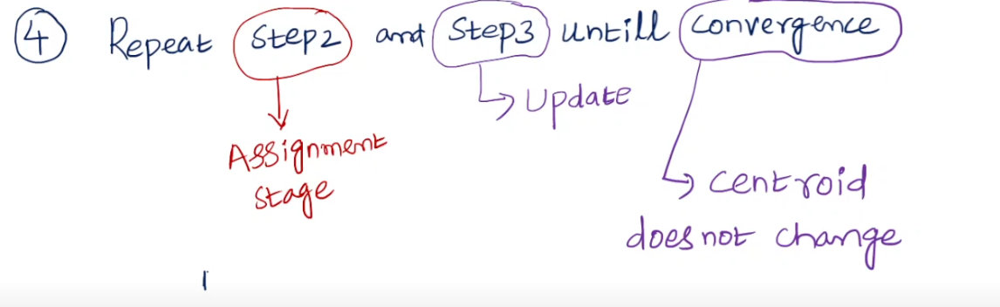 ④ Repeat Step2 and Step3 untill convergence
↳ Update
Assignment
stage
↳ centroid
does not change